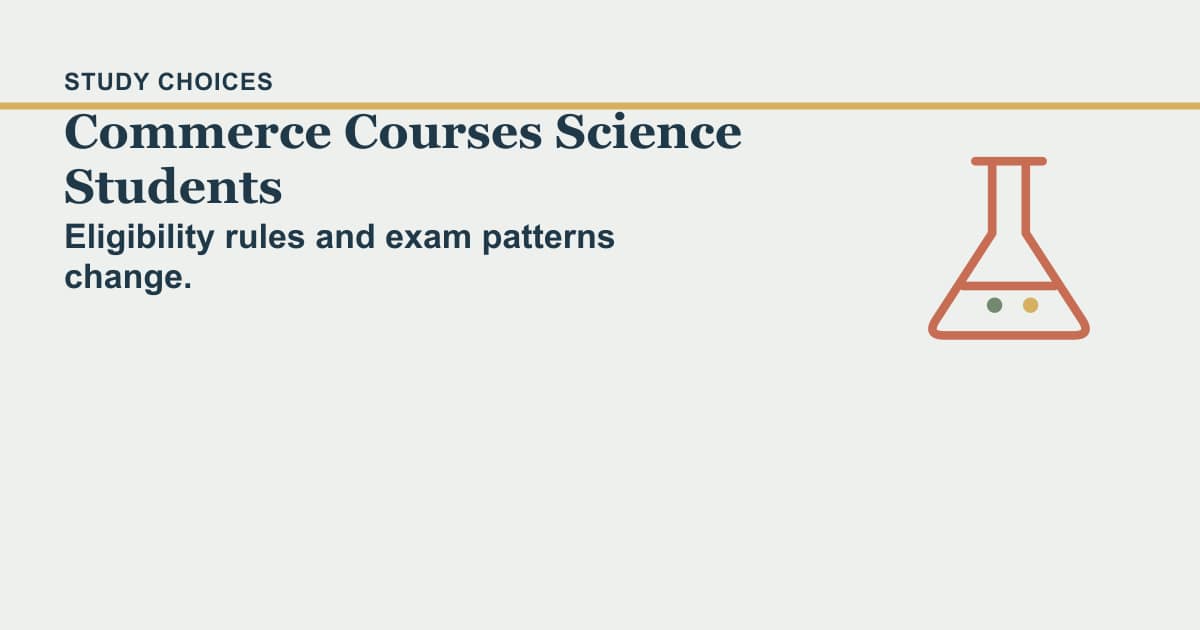 STUDY CHOICES
Commerce Courses Science
Students
Eligibility rules and exam patterns
change.